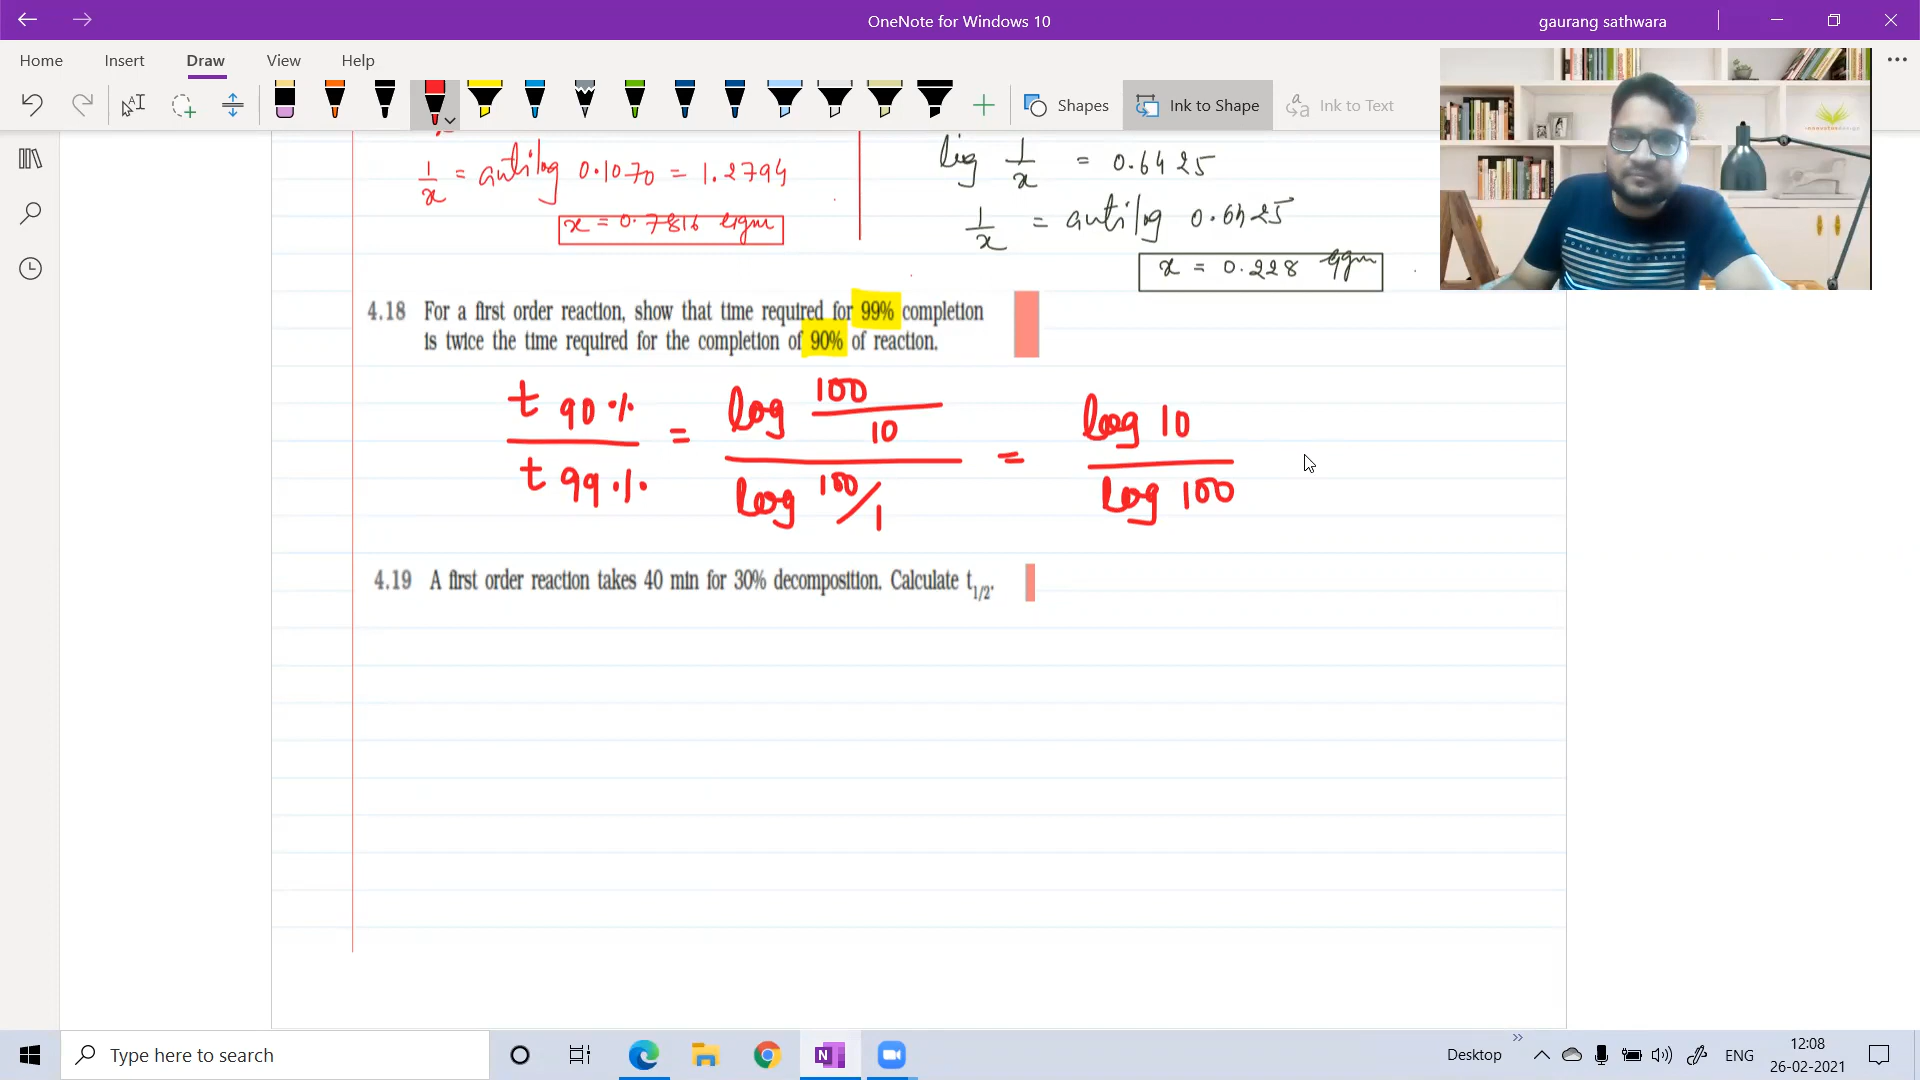 OneNote for Windows 10
gaurang sathwara
Home Insert Draw View Help
Shapes Ink to Shape Ink to Text
1/x = antilog 0.1070 = 1.2794
x = 0.7816
log 1/x = 0.6425
1/x = antilog 0.6425
x = 0.228
4.18 For a first order reaction, show that time required for 99% completion
is twice the time required for the completion of 90% of reaction.
t 90 % / t 99 % = log 100/10 / log 100/1 = log 10 / log 100
4.19 A first order reaction takes 40 min for 30% decomposition. Calculate t1/2.
Type here to search
N
Desktop
ENG
12:08
26-02-2021